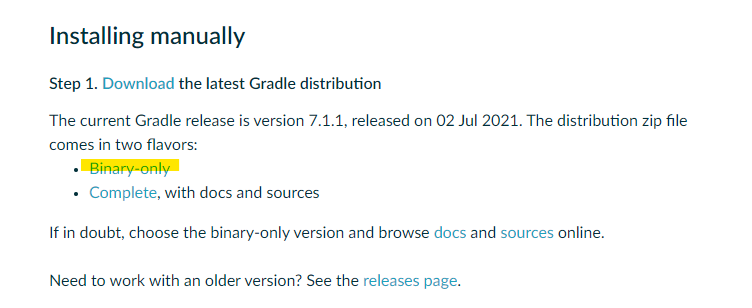 Installing manually
Step 1. Download the latest Gradle distribution
The current Gradle release is version 7.1.1, released on 02 Jul 2021. The distribution zip file
comes in two flavors:
• Binary-only
• Complete, with docs and sources
If in doubt, choose the binary-only version and browse docs and sources online.
Need to work with an older version? See the releases page.